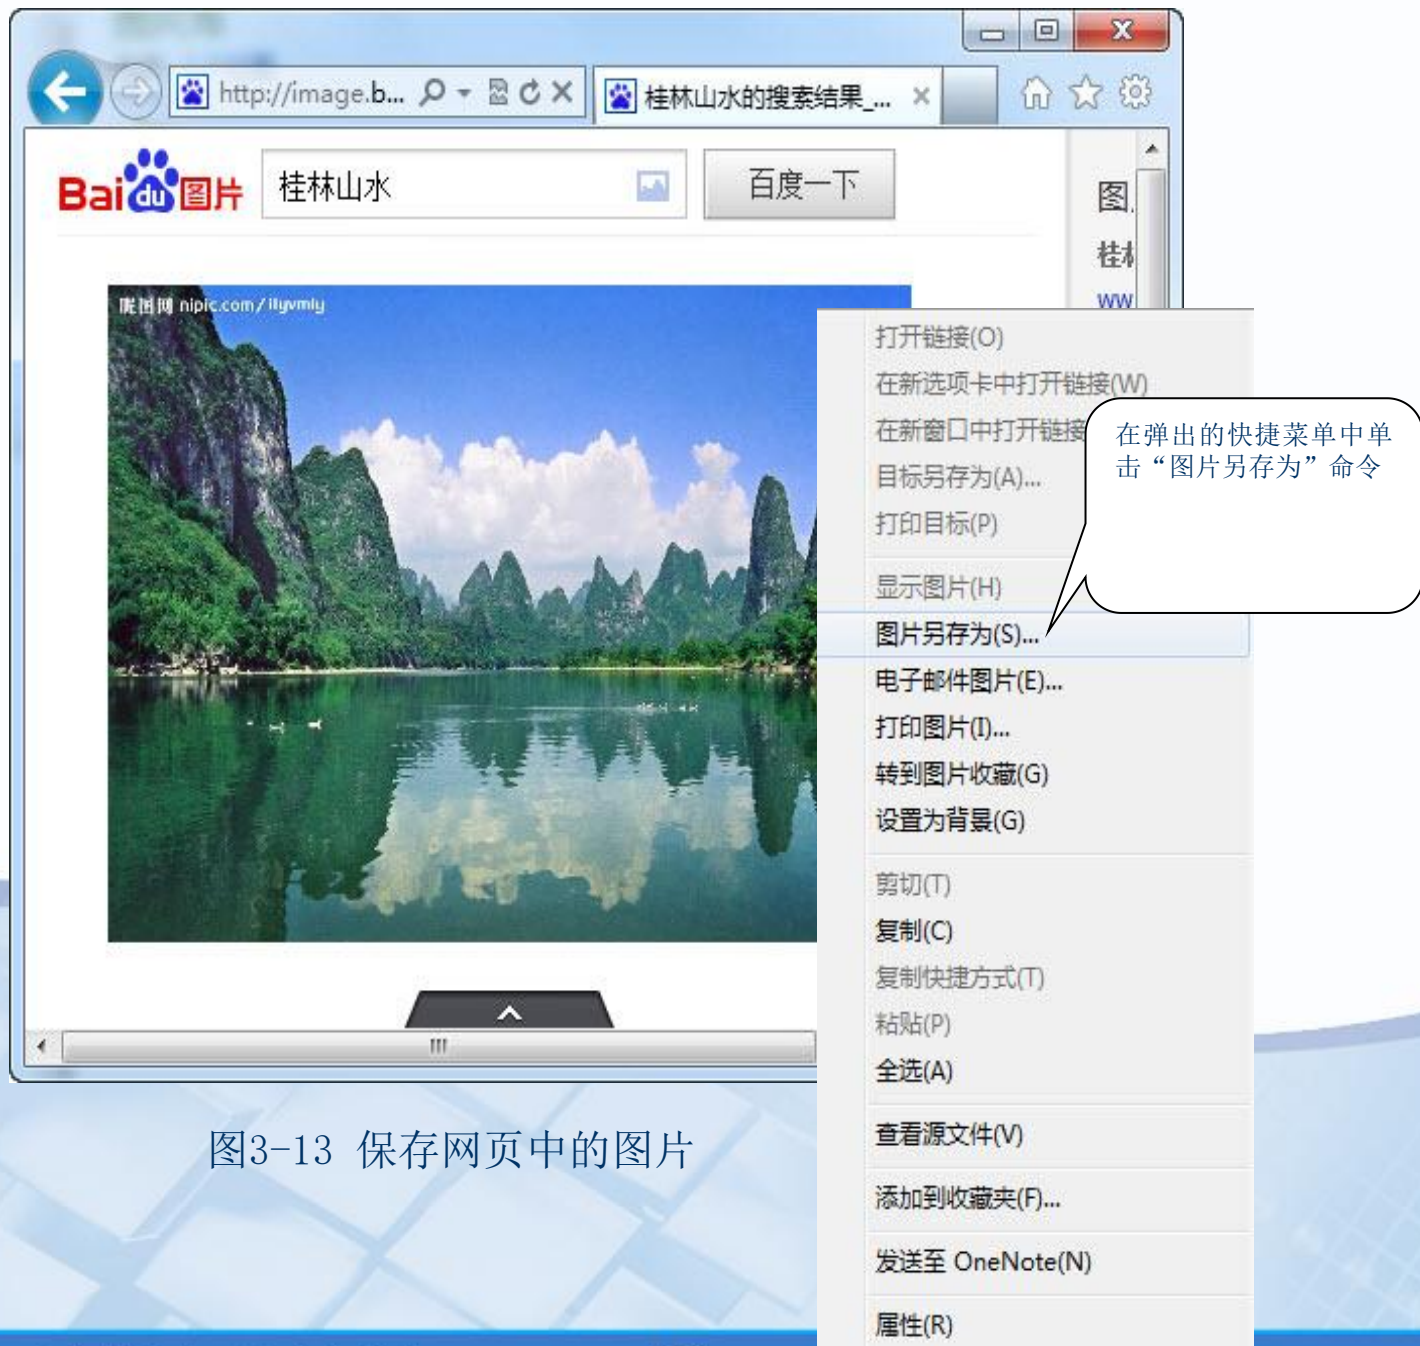 http://image.b...
桂林山水的搜索结果_...
Bai du 图片
桂林山水
百度一下
图
桂林
ww
昵图网 nipic.com/llyvmly
打开链接(O)
在新选项卡中打开链接(W)
在新窗口中打开链接
目标另存为(A)...
打印目标(P)
显示图片(H)
图片另存为(S)...
电子邮件图片(E)...
打印图片(I)...
转到图片收藏(G)
设置为背景(G)
剪切(T)
复制(C)
复制快捷方式(T)
粘贴(P)
全选(A)
查看源文件(V)
添加到收藏夹(F)...
发送至 OneNote(N)
属性(R)
在弹出的快捷菜单中单
击“图片另存为”命令
图3-13 保存网页中的图片